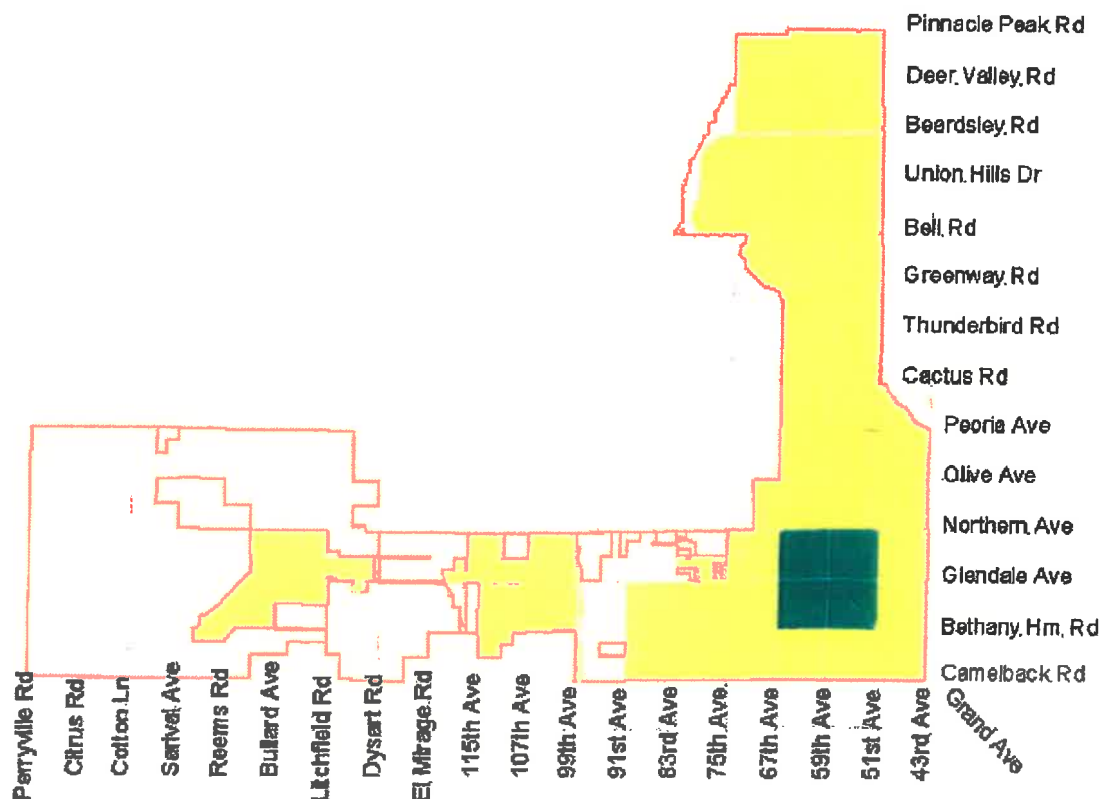 Pinnacle Peak Rd
Deer Valley Rd
Beardsley Rd
Union Hills Dr
Bell Rd
Greenway Rd
Thunderbird Rd
Cactus Rd
Peoria Ave
Olive Ave
Northern Ave
Glendale Ave
Bethany Hm. Rd
Camelback Rd
Perryville Rd
Citrus Rd
Cotton Ln
Sarival Ave
Reems Rd
Bullard Ave
Litchfield Rd
Dysart Rd
El Mirage Rd
115th Ave
107th Ave
99th Ave
91st Ave
83rd Ave
75th Ave
67th Ave
59th Ave
51st Ave
43rd Ave
Grand Ave